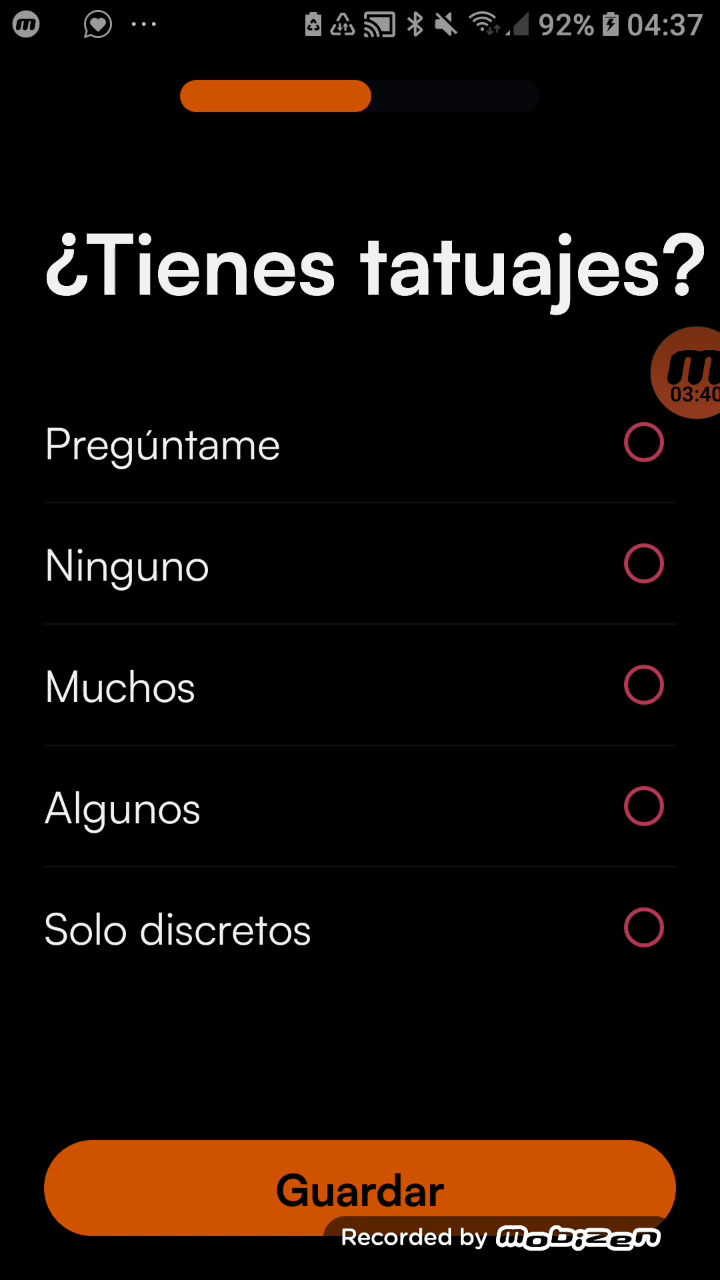 92% 04:37
¿Tienes tatuajes?
03:40
Pregúntame
Ninguno
Muchos
Algunos
Solo discretos
Guardar
Recorded by mobizen